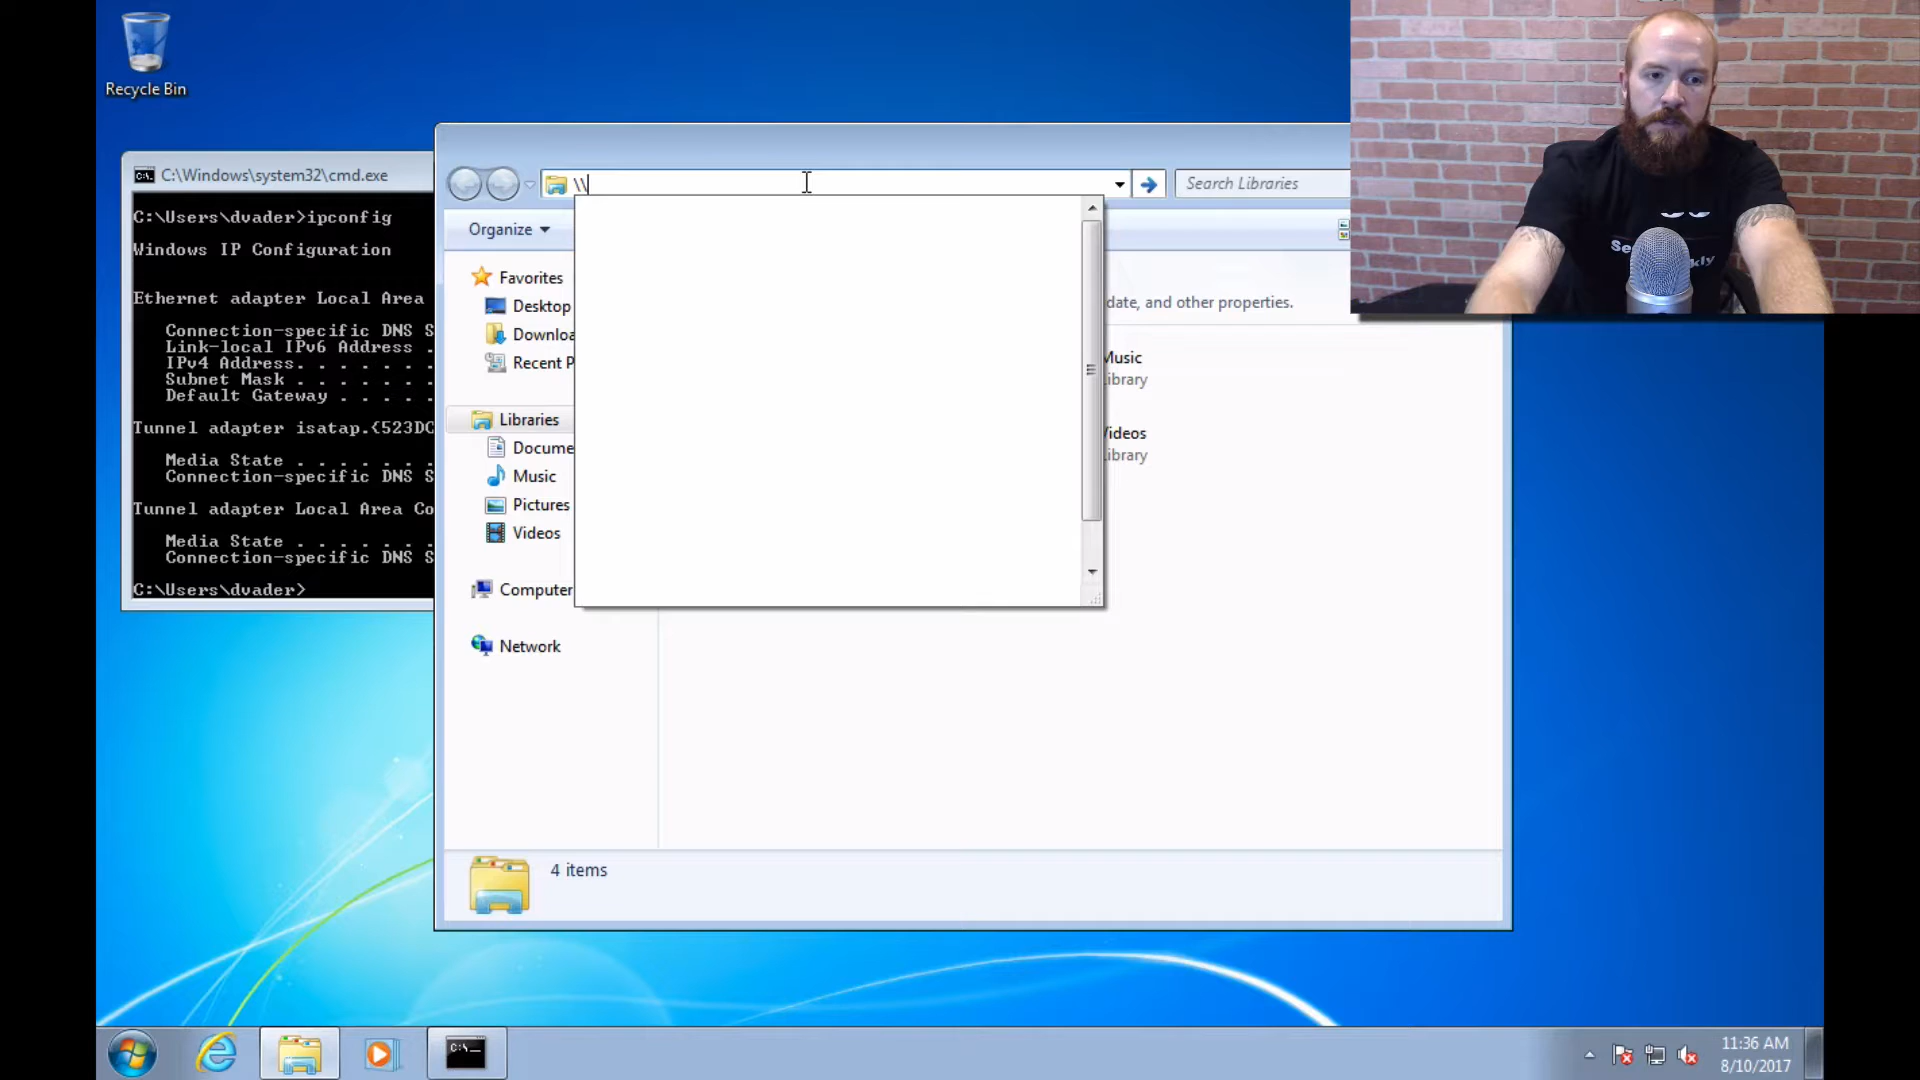 Recycle Bin
C:\Windows\system32\cmd.exe
C:\Users\dvader>ipconfig
Windows IP Configuration
Ethernet adapter Local Area
Connection-specific DNS S
Link-local IPv6 Address .
IPv4 Address. . . . . . .
Subnet Mask . . . . . . .
Default Gateway . . . . .
Tunnel adapter isatap.{523DC
Media State . . . . . . .
Connection-specific DNS S
Tunnel adapter Local Area Co
Media State . . . . . . .
Connection-specific DNS S
C:\Users\dvader>
\\
Search Libraries
Organize
Favorites
Desktop
Downloa
Recent P
Libraries
Docume
Music
Pictures
Videos
Computer
Network
date, and other properties.
Music
Library
Videos
Library
4 items
C:\_
11:36 AM
8/10/2017